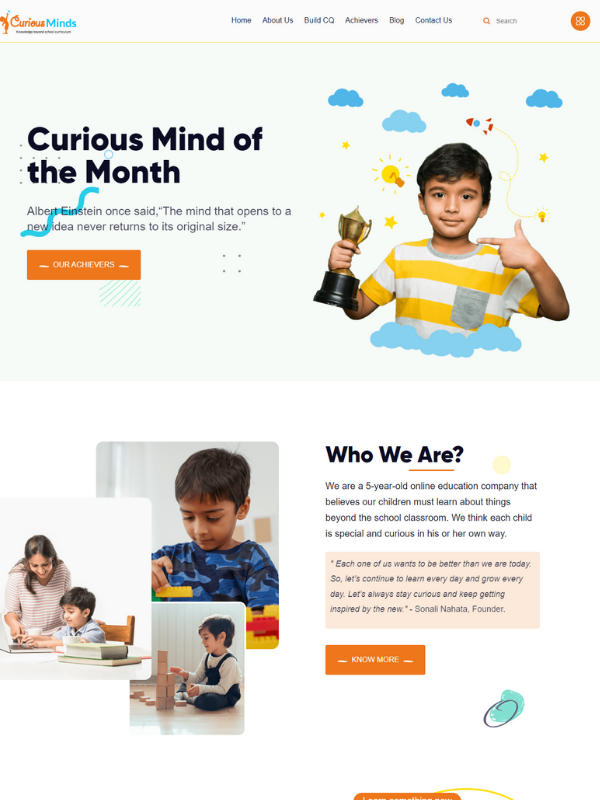 Curious Minds
Knowledge beyond school curriculum
Home About Us Build CQ Achievers Blog Contact Us Search
Curious Mind of
the Month
Albert Einstein once said,“The mind that opens to a
new idea never returns to its original size.”
OUR ACHIEVERS
Who We Are?
We are a 5-year-old online education company that
believes our children must learn about things
beyond the school classroom. We think each child
is special and curious in his or her own way.
" Each one of us wants to be better than we are today.
So, let's continue to learn every day and grow every
day. Let's always stay curious and keep getting
inspired by the new." - Sonali Nahata, Founder.
KNOW MORE